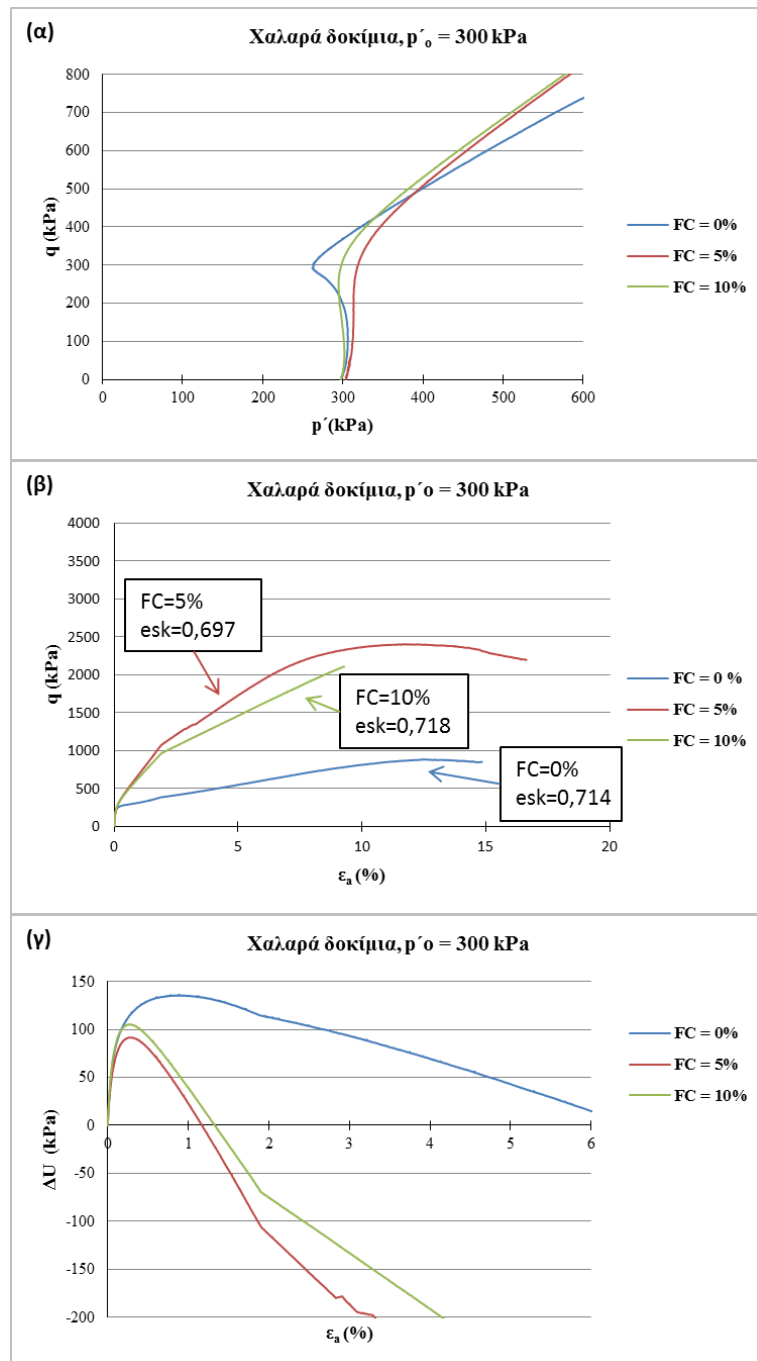 (α)
Χαλαρά δοκίμια, p´ₒ = 300 kPa
800
700
600
500
400
300
200
100
0
q (kPa)
0 100 200 300 400 500 600
p´(kPa)
FC = 0%
FC = 5%
FC = 10%
(β)
Χαλαρά δοκίμια, p´o = 300 kPa
4000
3500
3000
2500
2000
1500
1000
500
0
q (kPa)
FC=5%
esk=0,697
FC=10%
esk=0,718
FC=0%
esk=0,714
0 5 10 15 20
εₐ (%)
FC = 0 %
FC = 5%
FC = 10%
(γ)
Χαλαρά δοκίμια, p´o = 300 kPa
150
100
50
0
-50
-100
-150
-200
ΔU (kPa)
0 1 2 3 4 5 6
εₐ (%)
FC = 0%
FC = 5%
FC = 10%